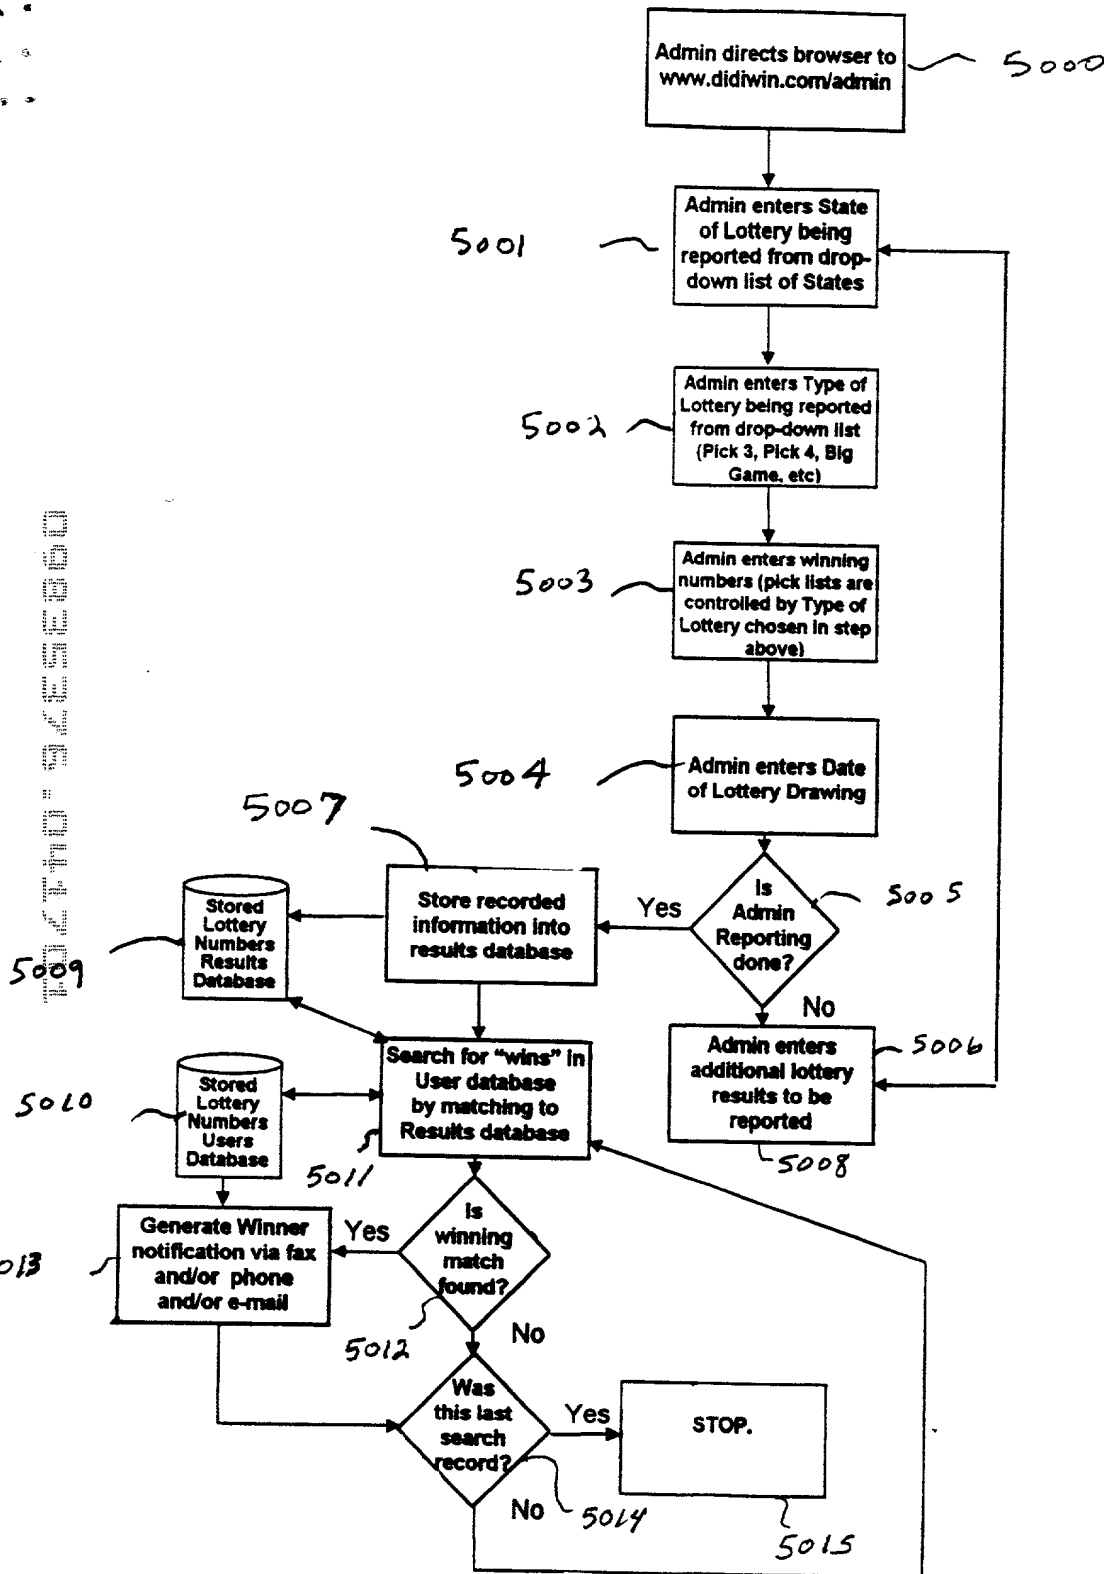 Admin directs browser to
www.didiwin.com/admin
5000
Admin enters State
of Lottery being
reported from drop-
down list of States
5001
Admin enters Type of
Lottery being reported
from drop-down list
(Pick 3, Pick 4, Big
Game, etc)
5002
Admin enters winning
numbers (pick lists are
controlled by Type of
Lottery chosen in step
above)
5003
Admin enters Date
of Lottery Drawing
5004
5007
Is
Admin
Reporting
done?
5005
Yes
No
Store recorded
information into
results database
Stored
Lottery
Numbers
Results
Database
5009
Admin enters
additional lottery
results to be
reported
5006
5008
Search for "wins" in
User database
by matching to
Results database
5011
Stored
Lottery
Numbers
Users
Database
5010
Is
winning
match
found?
5012
Yes
No
Generate Winner
notification via fax
and/or phone
and/or e-mail
013
Was
this last
search
record?
5014
Yes
No
STOP.
5015